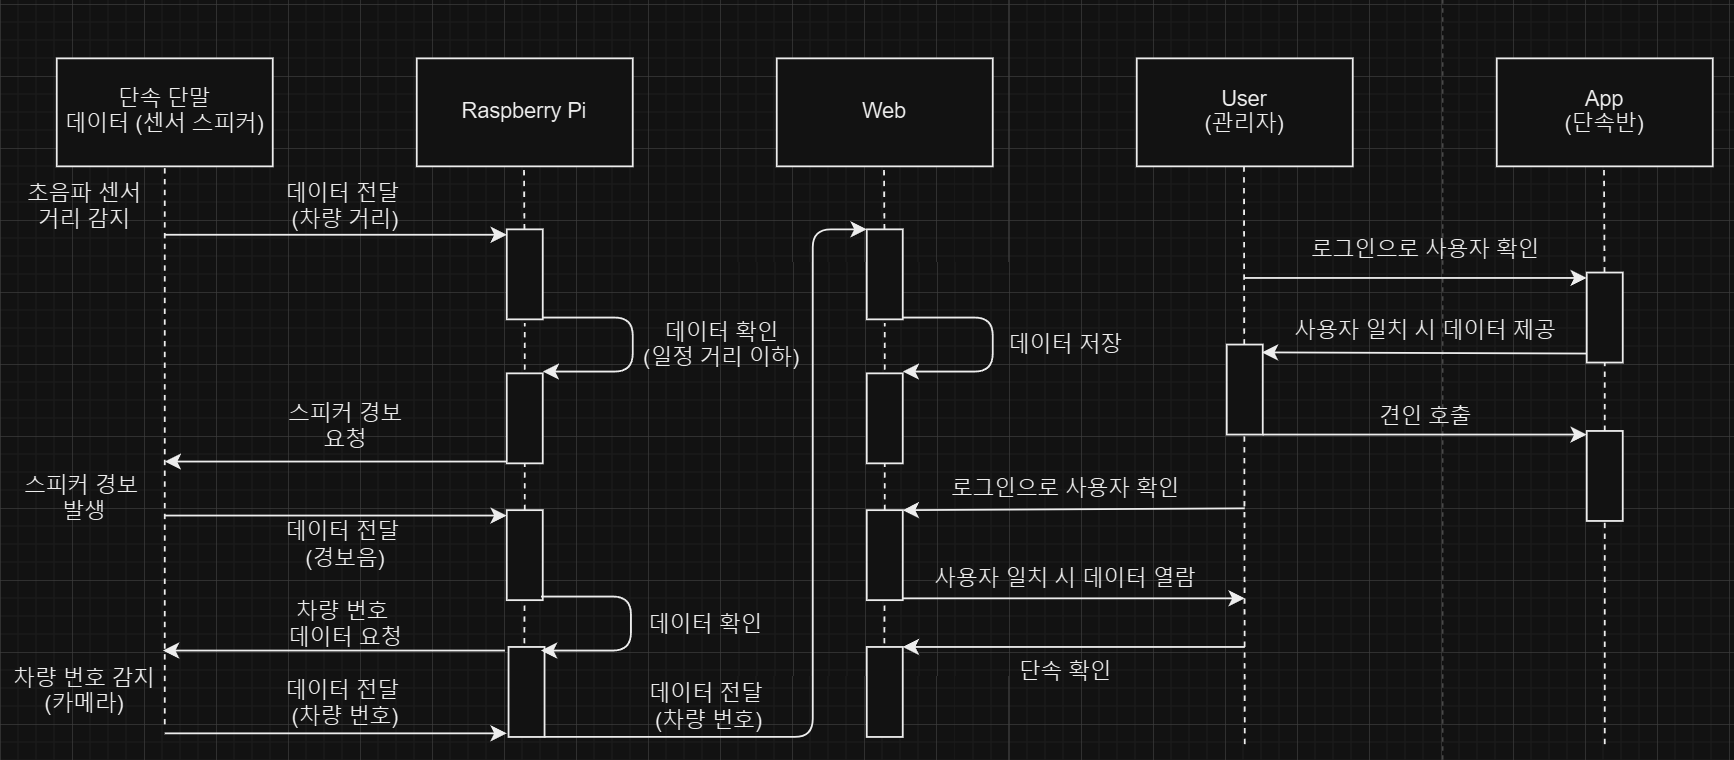 단속 단말
데이터 (센서 스피커)
Raspberry Pi
Web
User
(관리자)
App
(단속반)
초음파 센서
거리 감지
데이터 전달
(차량 거리)
로그인으로 사용자 확인
데이터 확인
(일정 거리 이하)
데이터 저장
사용자 일치 시 데이터 제공
스피커 경보
요청
견인 호출
스피커 경보
발생
데이터 전달
(경보음)
로그인으로 사용자 확인
사용자 일치 시 데이터 열람
차량 번호
데이터 요청
데이터 확인
차량 번호 감지
(카메라)
데이터 전달
(차량 번호)
데이터 전달
(차량 번호)
단속 확인